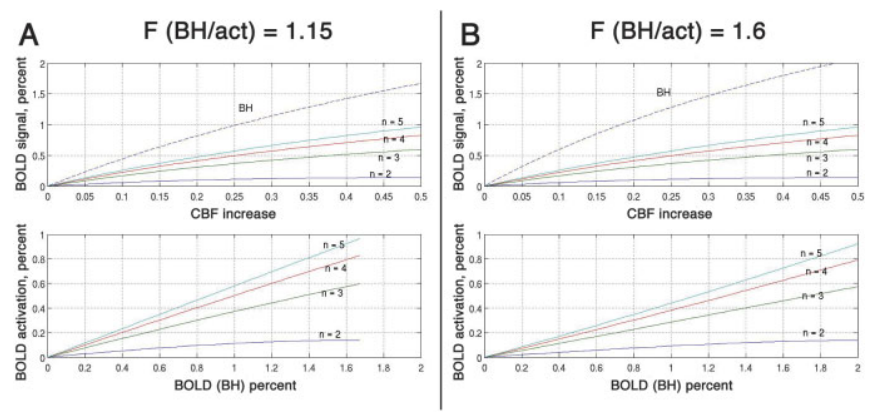 A
F (BH/act) = 1.15
BOLD signal, percent
2
1.5
1
0.5
0
BH
n = 5
n = 4
n = 3
n = 2
0 0.05 0.1 0.15 0.2 0.25 0.3 0.35 0.4 0.45 0.5
CBF increase
BOLD activation, percent
1
0.8
0.6
0.4
0.2
0
n = 5
n = 4
n = 3
n = 2
0 0.2 0.4 0.6 0.8 1 1.2 1.4 1.6 1.8 2
BOLD (BH) percent
B
F (BH/act) = 1.6
BOLD signal, percent
2
1.5
1
0.5
0
BH
n = 5
n = 4
n = 3
n = 2
0 0.05 0.1 0.15 0.2 0.25 0.3 0.35 0.4 0.45 0.5
CBF increase
BOLD activation, percent
1
0.8
0.6
0.4
0.2
0
n = 5
n = 4
n = 3
n = 2
0.2 0.4 0.6 0.8 1 1.2 1.4 1.6 1.8 2
BOLD (BH) percent